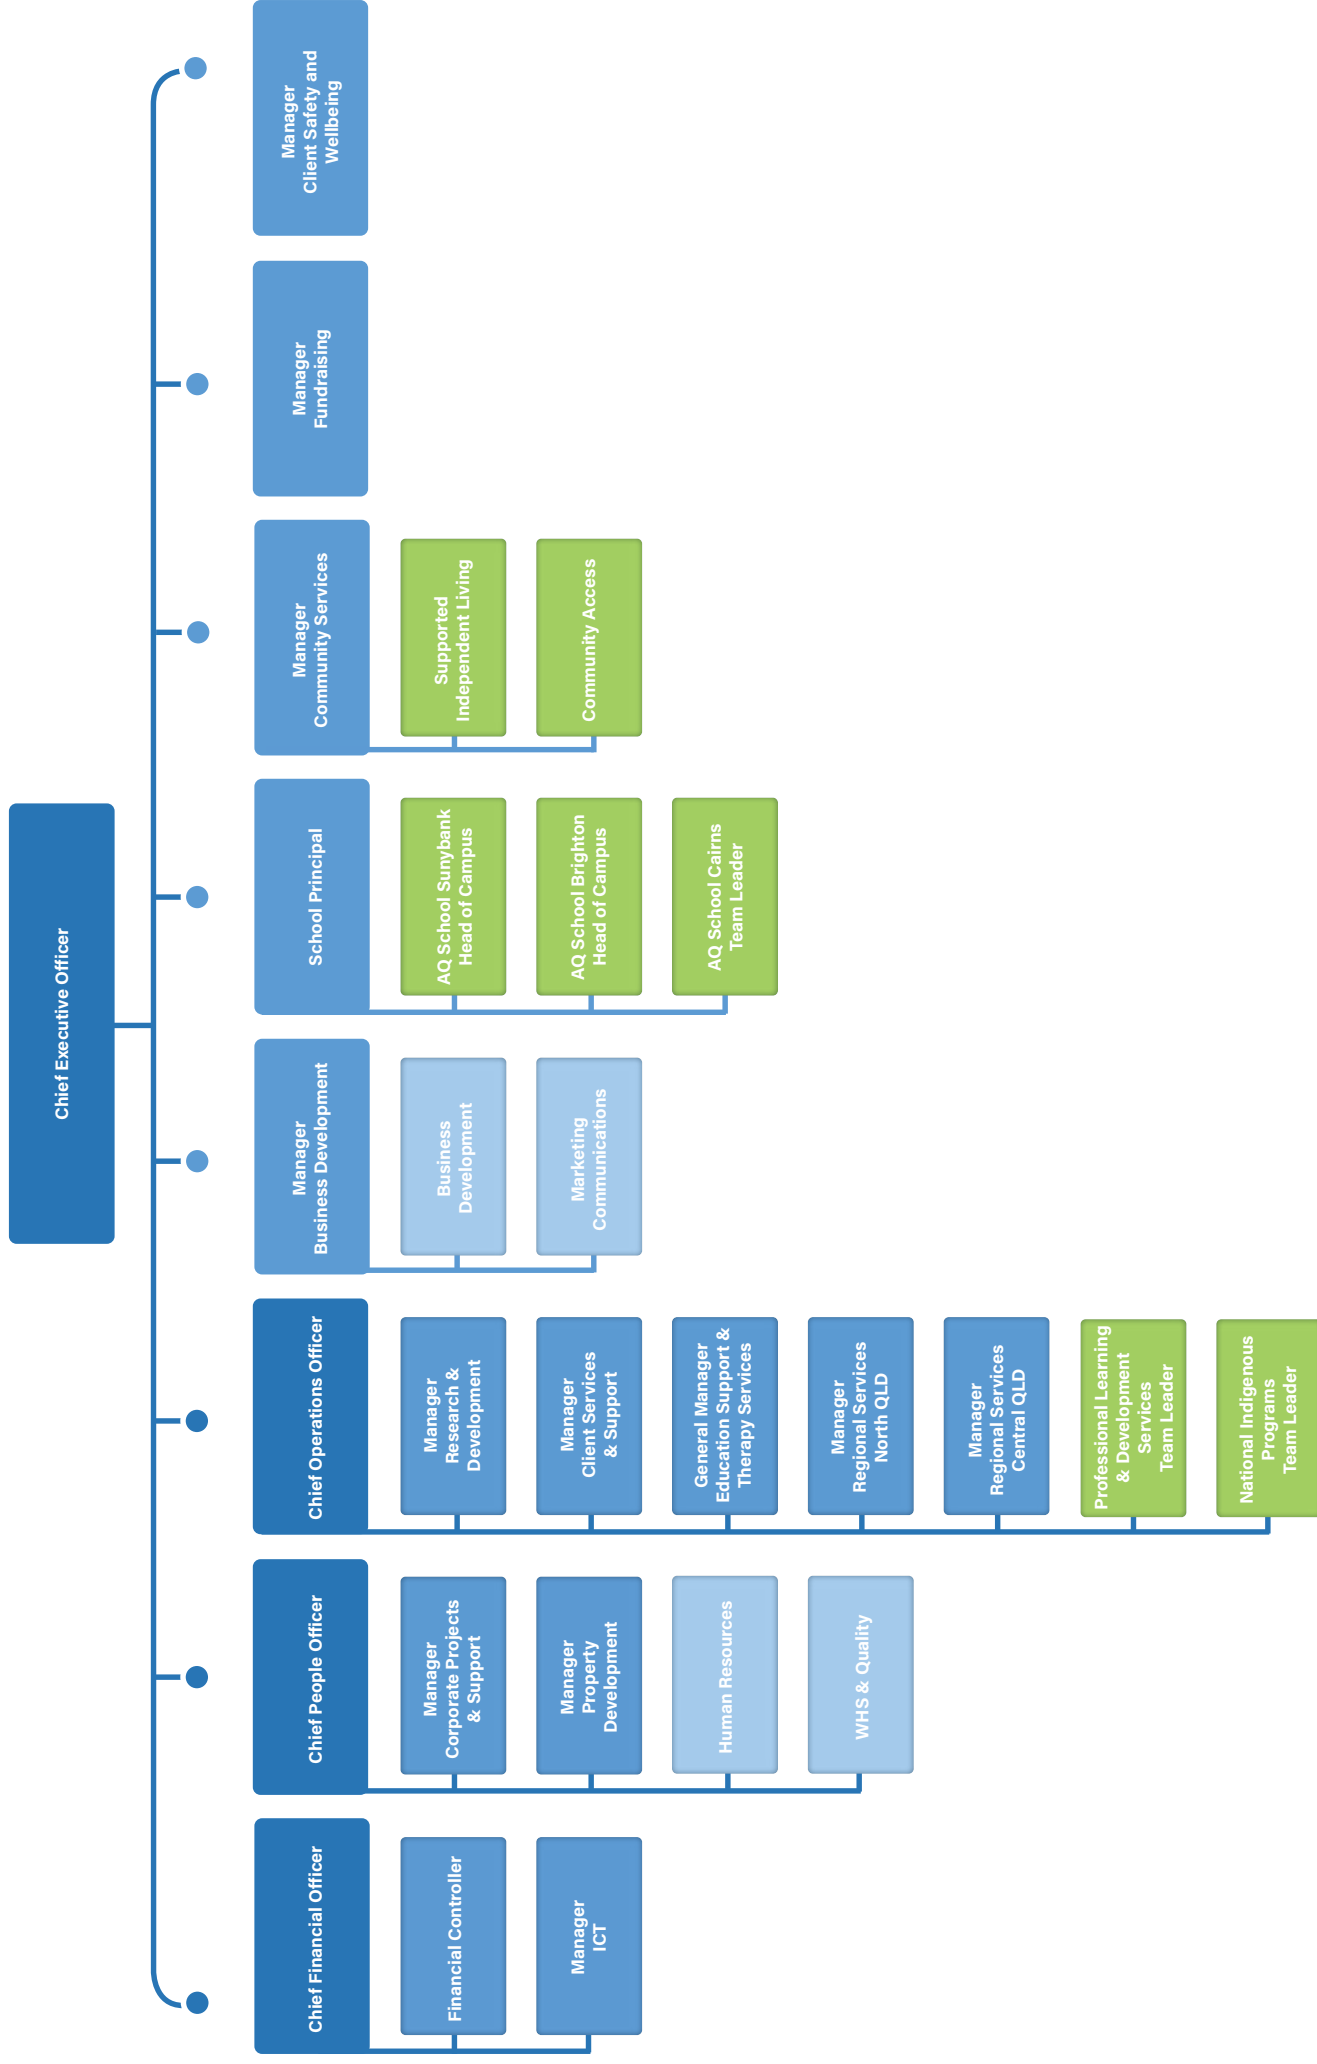 Chief Executive Officer
Chief Financial Officer
Financial Controller
Manager
ICT
Chief People Officer
Manager
Corporate Projects
& Support
Manager
Property
Development
Human Resources
WHS & Quality
Chief Operations Officer
Manager
Research &
Development
Manager
Client Services
& Support
General Manager
Education Support &
Therapy Services
Manager
Regional Services
North QLD
Manager
Regional Services
Central QLD
Professional Learning
& Development
Services
Team Leader
National Indigenous
Programs
Team Leader
Manager
Business Development
Business
Development
Marketing
Communications
School Principal
AQ School Sunybank
Head of Campus
AQ School Brighton
Head of Campus
AQ School Cairns
Team Leader
Manager
Community Services
Supported
Independent Living
Community Access
Manager
Fundraising
Manager
Client Safety and
Wellbeing